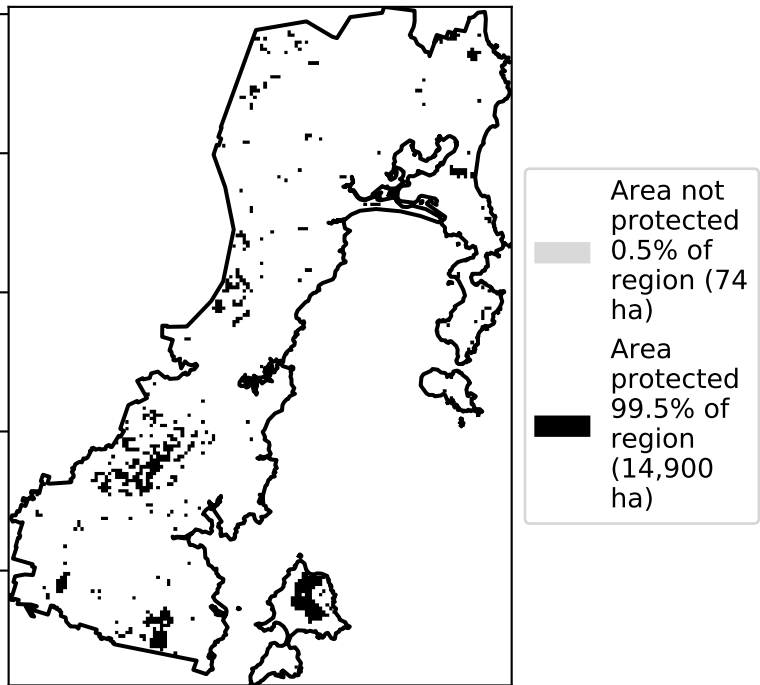 Area not
protected
0.5% of
region (74
ha)
Area
protected
99.5% of
region
(14,900
ha)